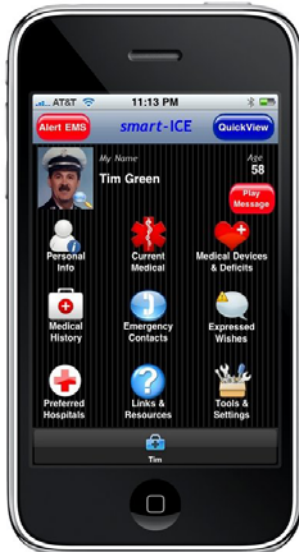 AT&T 11:13 PM
Alert EMS smart-ICE QuickView
My Name Age
Tim Green 58
Play
Message
Personal
Info
Current
Medical
Medical Devices
& Deficits
Medical
History
Emergency
Contacts
Expressed
Wishes
Preferred
Hospitals
Links &
Resources
Tools &
Settings
Tim